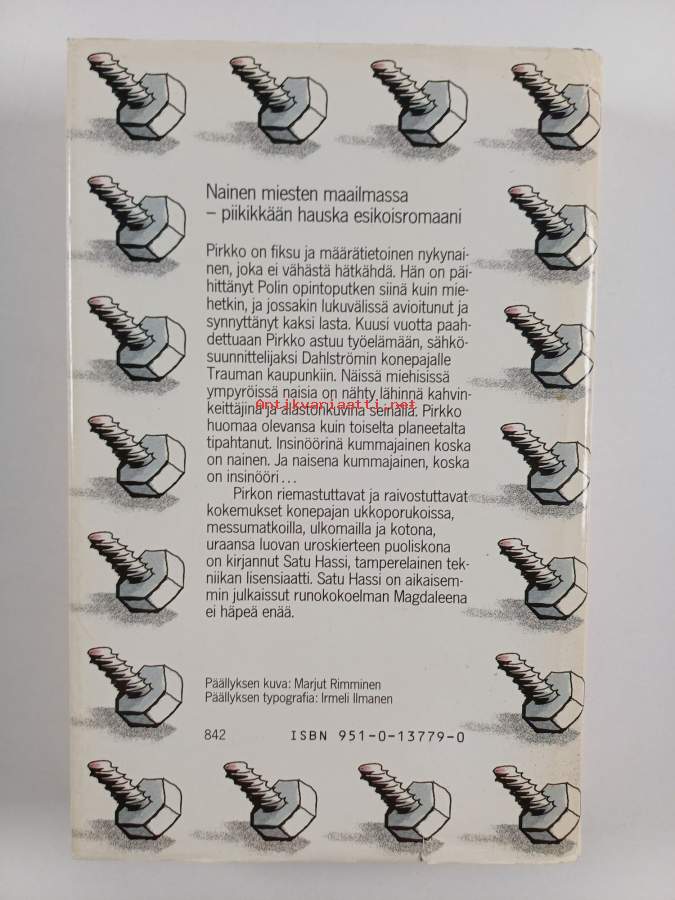 Nainen miesten maailmassa
– piikikkään hauska esikoisromaani
Pirkko on fiksu ja määrätietoinen nykynai-
nen, joka ei vähästä hätkähdä. Hän on päi-
hittänyt Polin opintoputken siinä kuin mie-
hetkin, ja jossakin lukuvälissä avioitunut ja
synnyttänyt kaksi lasta. Kuusi vuotta paah-
dettuaan Pirkko astuu työelämään, sähkö-
suunnittelijaksi Dahlströmin konepajalle
Trauman kaupunkiin. Näissä miehisissä
ympyröissä naisia on nähty lähinnä kahvin-
keittäjinä ja alastonkuvina seinällä. Pirkko
Antikvariaatti.net
huomaa olevansa kuin toiselta planeetalta
tipahtanut. Insinöörinä kummajainen koska
on nainen. Ja naisena kummajainen, koska
on insinööri...
Pirkon riemastuttavat ja raivostuttavat
kokemukset konepajan ukkoporukoissa,
messumatkoilla, ulkomailla ja kotona,
uraansa luovan uroskierteen puoliskona
on kirjannut Satu Hassi, tamperelainen tek-
niikan lisensiaatti. Satu Hassi on aikaisem-
min julkaissut runokokoelman Magdaleena
ei häpeä enää.
Päällyksen kuva: Marjut Rimminen
Päällyksen typografia: Irmeli Ilmanen
842 ISBN 951-0-13779-0